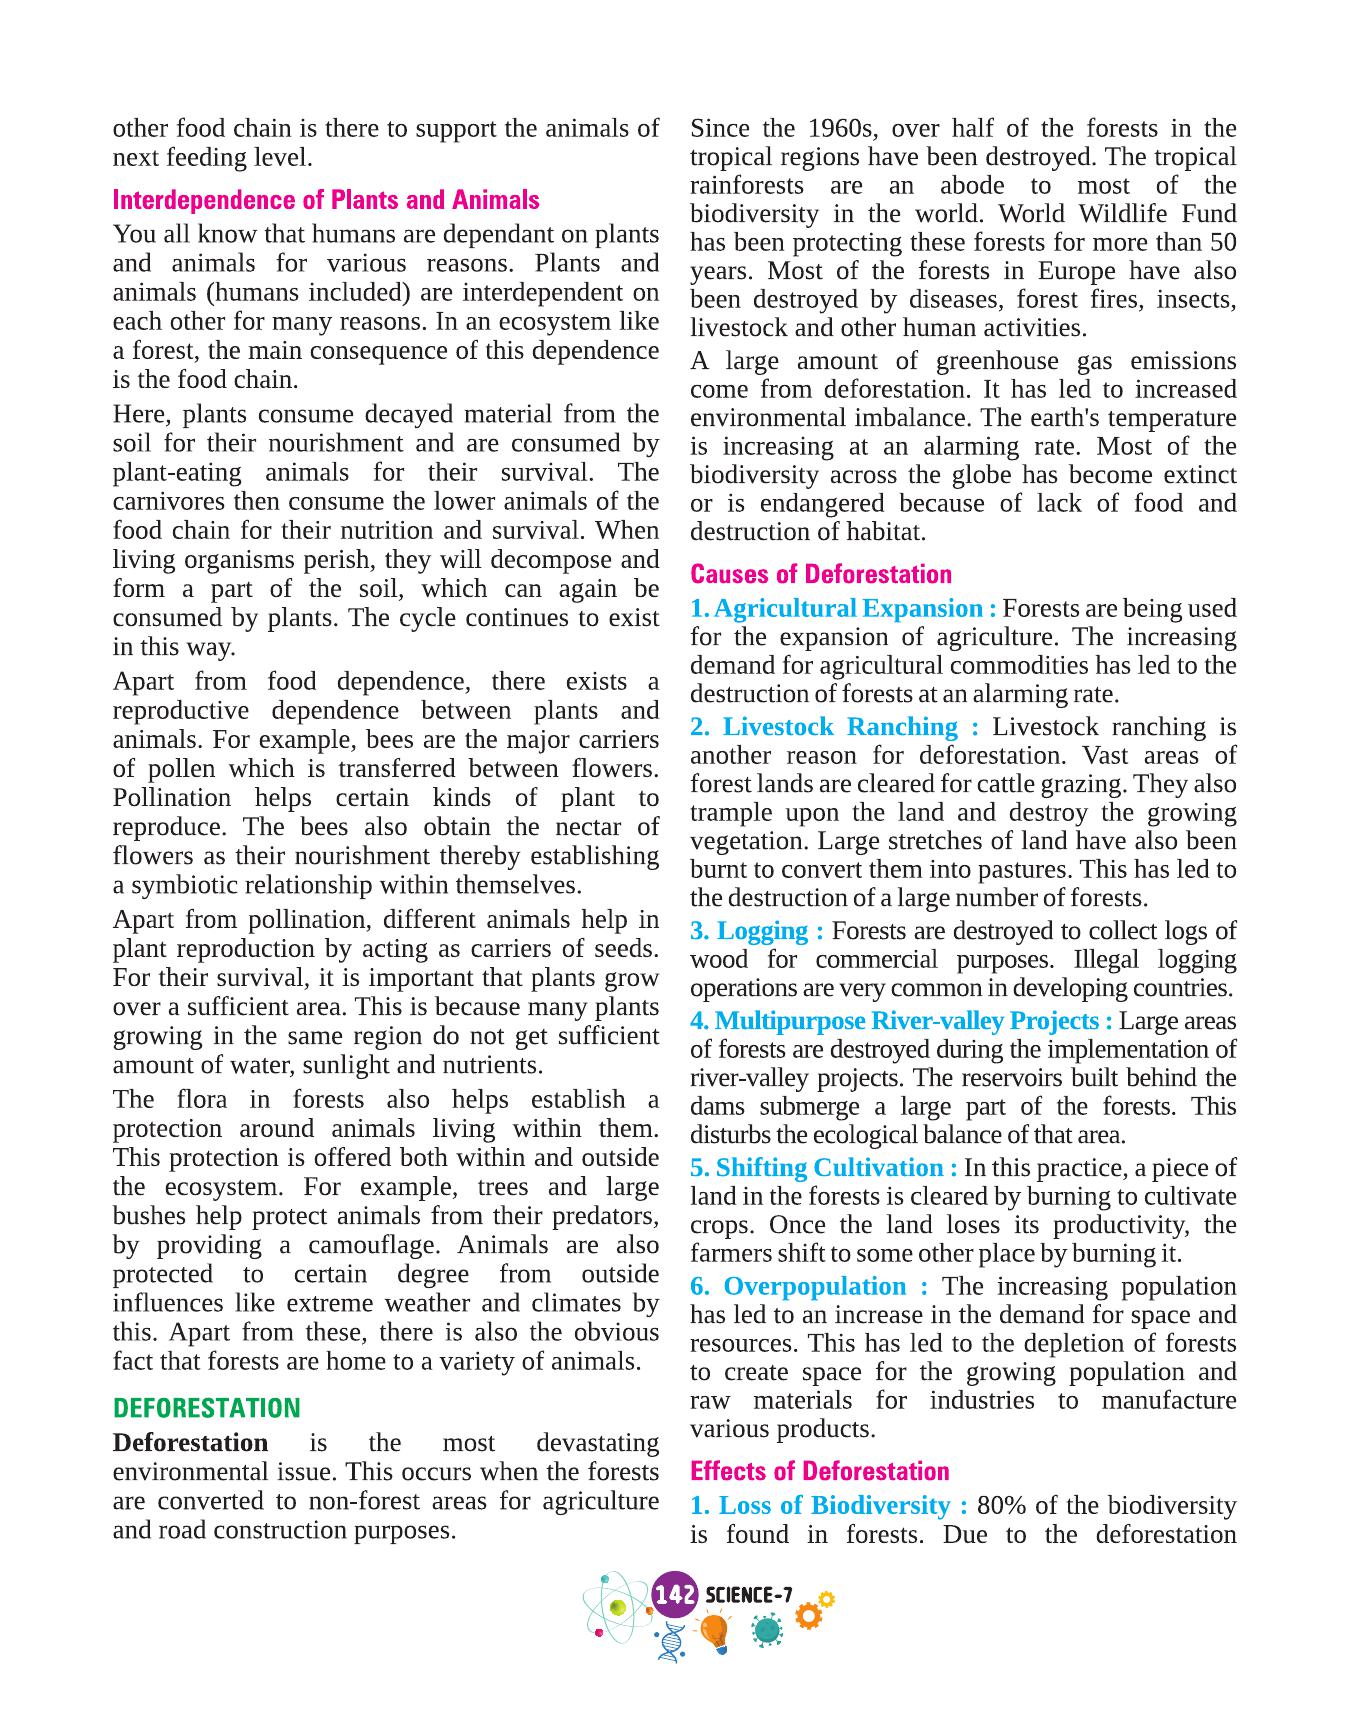 other food chain is there to support the animals of
next feeding level.
Interdependence of Plants and Animals
You all know that humans are dependant on plants
and animals for various reasons. Plants and
animals (humans included) are interdependent on
each other for many reasons. In an ecosystem like
a forest, the main consequence of this dependence
is the food chain.
Here, plants consume decayed material from the
soil for their nourishment and are consumed by
plant-eating animals for their survival. The
carnivores then consume the lower animals of the
food chain for their nutrition and survival. When
living organisms perish, they will decompose and
form a part of the soil, which can again be
consumed by plants. The cycle continues to exist
in this way.
Apart from food dependence, there exists a
reproductive dependence between plants and
animals. For example, bees are the major carriers
of pollen which is transferred between flowers.
Pollination helps certain kinds of plant to
reproduce. The bees also obtain the nectar of
flowers as their nourishment thereby establishing
a symbiotic relationship within themselves.
Apart from pollination, different animals help in
plant reproduction by acting as carriers of seeds.
For their survival, it is important that plants grow
over a sufficient area. This is because many plants
growing in the same region do not get sufficient
amount of water, sunlight and nutrients.
The flora in forests also helps establish a
protection around animals living within them.
This protection is offered both within and outside
the ecosystem. For example, trees and large
bushes help protect animals from their predators,
by providing a camouflage. Animals are also
protected to certain degree from outside
influences like extreme weather and climates by
this. Apart from these, there is also the obvious
fact that forests are home to a variety of animals.
DEFORESTATION
Deforestation is the most devastating
environmental issue. This occurs when the forests
are converted to non-forest areas for agriculture
and road construction purposes.
Since the 1960s, over half of the forests in the
tropical regions have been destroyed. The tropical
rainforests are an abode to most of the
biodiversity in the world. World Wildlife Fund
has been protecting these forests for more than 50
years. Most of the forests in Europe have also
been destroyed by diseases, forest fires, insects,
livestock and other human activities.
A large amount of greenhouse gas emissions
come from deforestation. It has led to increased
environmental imbalance. The earth's temperature
is increasing at an alarming rate. Most of the
biodiversity across the globe has become extinct
or is endangered because of lack of food and
destruction of habitat.
Causes of Deforestation
1. Agricultural Expansion : Forests are being used
for the expansion of agriculture. The increasing
demand for agricultural commodities has led to the
destruction of forests at an alarming rate.
2. Livestock Ranching : Livestock ranching is
another reason for deforestation. Vast areas of
forest lands are cleared for cattle grazing. They also
trample upon the land and destroy the growing
vegetation. Large stretches of land have also been
burnt to convert them into pastures. This has led to
the destruction of a large number of forests.
3. Logging : Forests are destroyed to collect logs of
wood for commercial purposes. Illegal logging
operations are very common in developing countries.
4. Multipurpose River-valley Projects : Large areas
of forests are destroyed during the implementation of
river-valley projects. The reservoirs built behind the
dams submerge a large part of the forests. This
disturbs the ecological balance of that area.
5. Shifting Cultivation : In this practice, a piece of
land in the forests is cleared by burning to cultivate
crops. Once the land loses its productivity, the
farmers shift to some other place by burning it.
6. Overpopulation : The increasing population
has led to an increase in the demand for space and
resources. This has led to the depletion of forests
to create space for the growing population and
raw materials for industries to manufacture
various products.
Effects of Deforestation
1. Loss of Biodiversity : 80% of the biodiversity
is found in forests. Due to the deforestation
142 SCIENCE-7